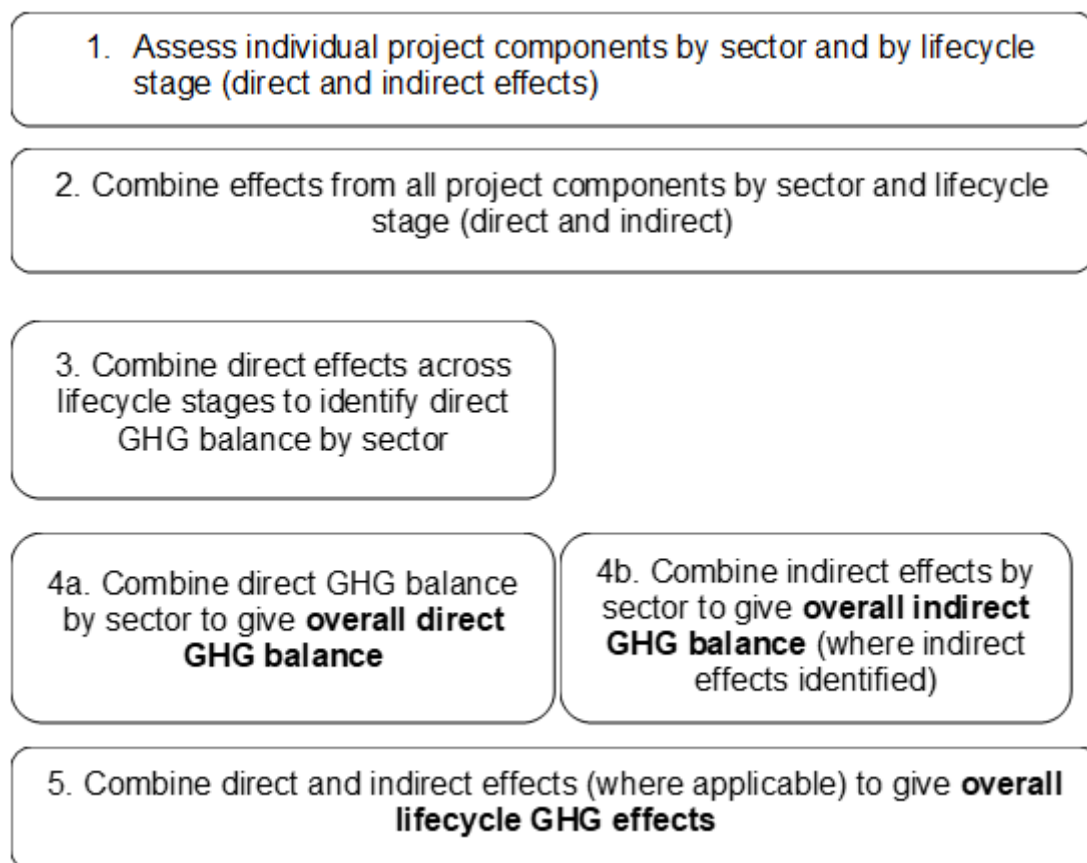 1. Assess individual project components by sector and by lifecycle
stage (direct and indirect effects)
2. Combine effects from all project components by sector and lifecycle
stage (direct and indirect)
3. Combine direct effects across
lifecycle stages to identify direct
GHG balance by sector
4a. Combine direct GHG balance
by sector to give overall direct
GHG balance
4b. Combine indirect effects by
sector to give overall indirect
GHG balance (where indirect
effects identified)
5. Combine direct and indirect effects (where applicable) to give overall
lifecycle GHG effects